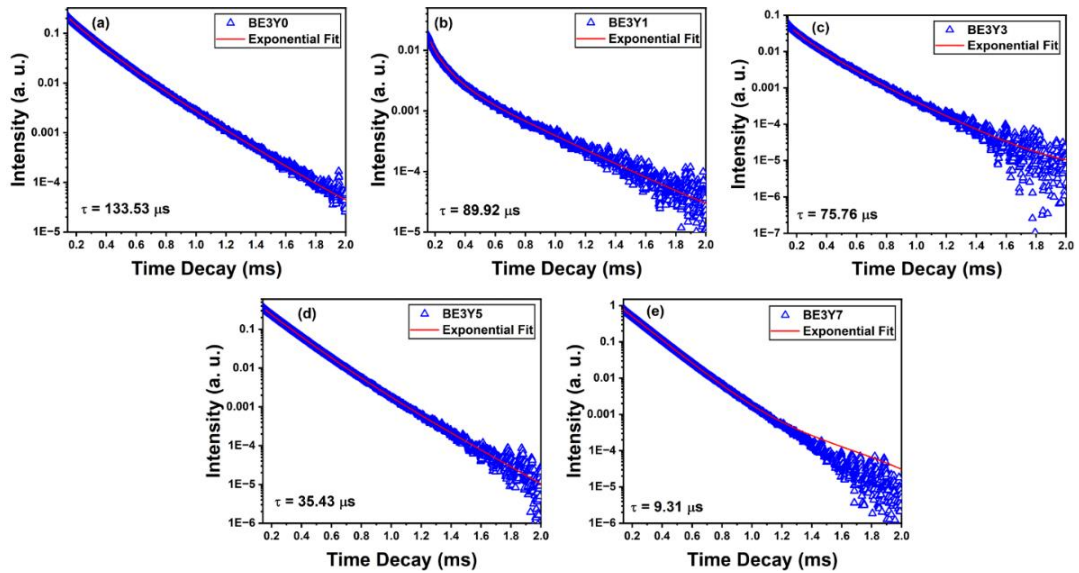 (a)
BE3Y0
Exponential Fit
0.1
0.01
0.001
1E-4
1E-5
Intensity (a. u.)
τ = 133.53 μs
0.2 0.4 0.6 0.8 1.0 1.2 1.4 1.6 1.8 2.0
Time Decay (ms)
(b)
BE3Y1
Exponential Fit
0.01
0.001
1E-4
1E-5
Intensity (a. u.)
τ = 89.92 μs
0.2 0.4 0.6 0.8 1.0 1.2 1.4 1.6 1.8 2.0
Time Decay (ms)
(c)
BE3Y3
Exponential Fit
0.1
0.01
0.001
1E-4
1E-5
1E-6
1E-7
Intensity (a. u.)
τ = 75.76 μs
0.2 0.4 0.6 0.8 1.0 1.2 1.4 1.6 1.8 2.0
Time Decay (ms)
(d)
BE3Y5
Exponential Fit
0.1
0.01
0.001
1E-4
1E-5
1E-6
Intensity (a. u.)
τ = 35.43 μs
0.2 0.4 0.6 0.8 1.0 1.2 1.4 1.6 1.8 2.0
Time Decay (ms)
(e)
BE3Y7
Exponential Fit
1
0.1
0.01
0.001
1E-4
1E-5
1E-6
Intensity (a. u.)
τ = 9.31 μs
0.2 0.4 0.6 0.8 1.0 1.2 1.4 1.6 1.8 2.0
Time Decay (ms)